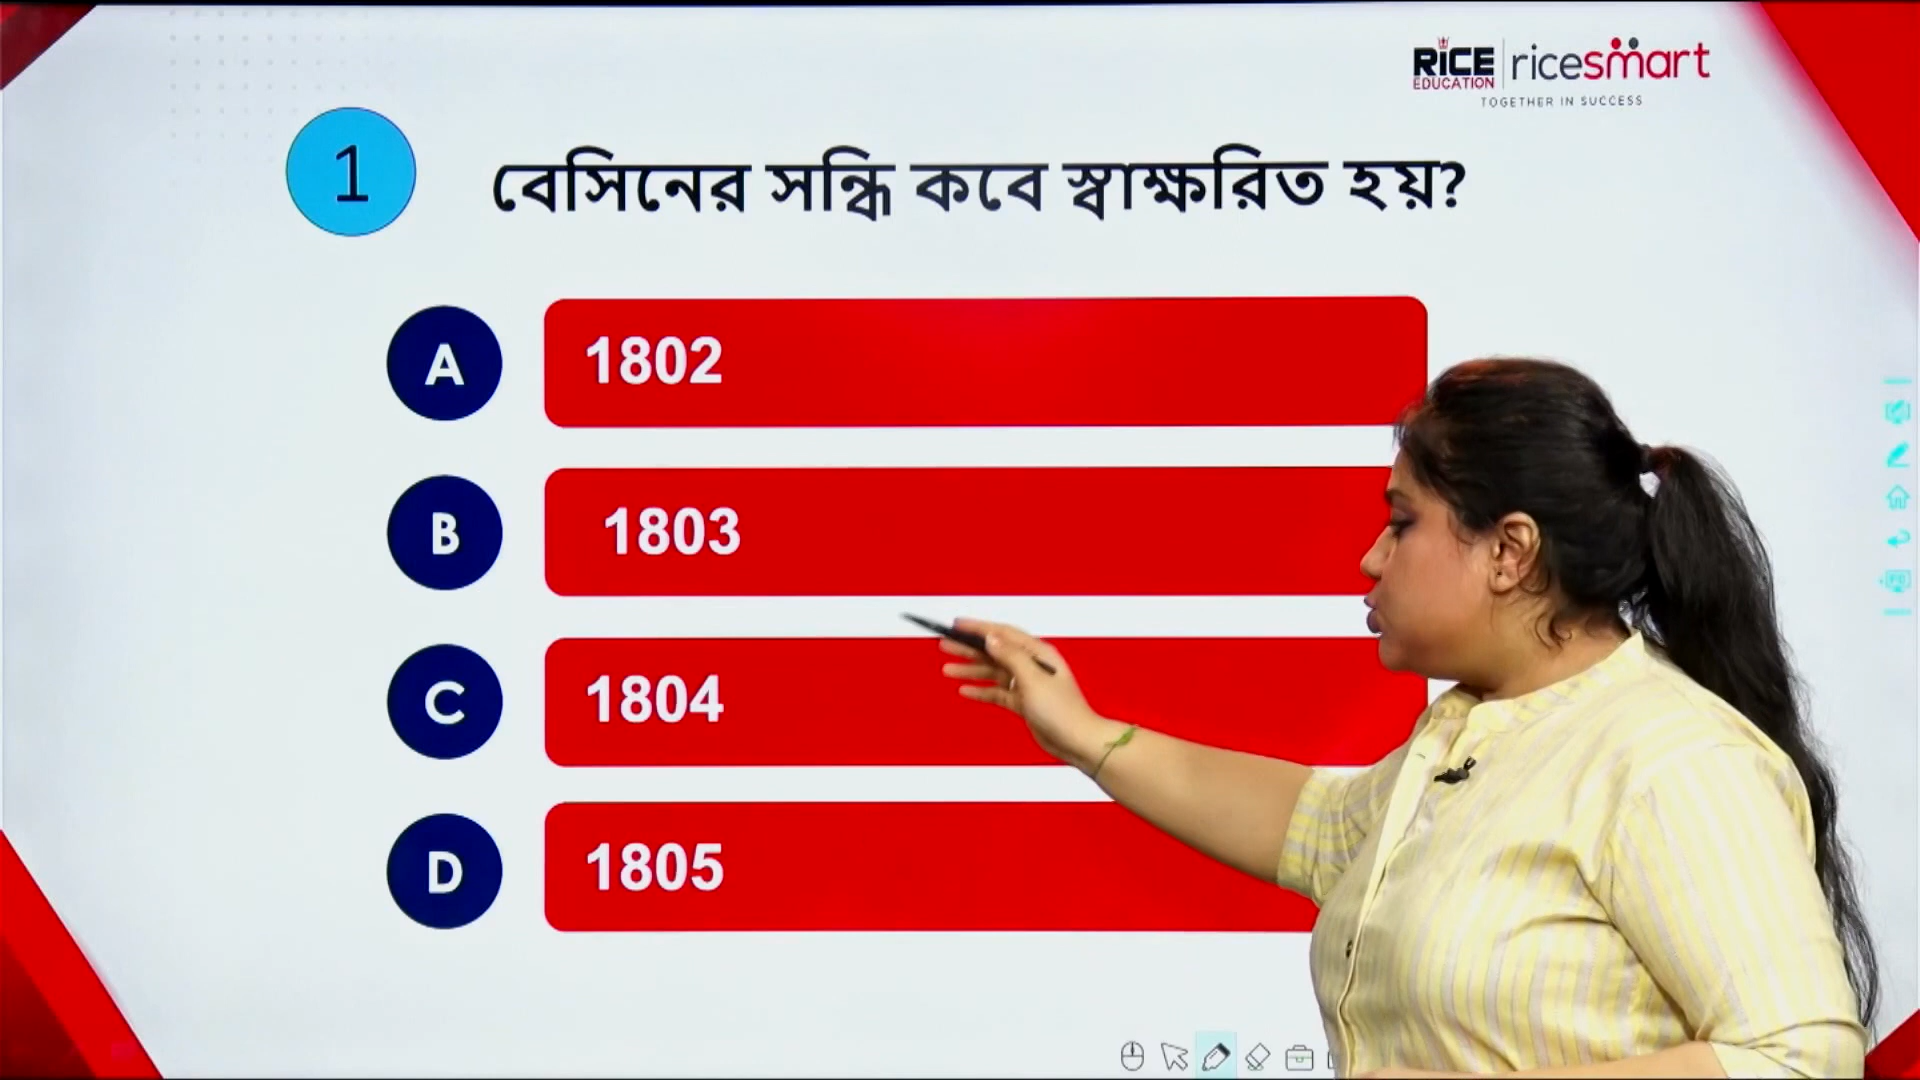 RICE EDUCATION ricesmart
TOGETHER IN SUCCESS
1 বেসিনের সন্ধি কবে স্বাক্ষরিত হয়?
A 1802
B 1803
C 1804
D 1805